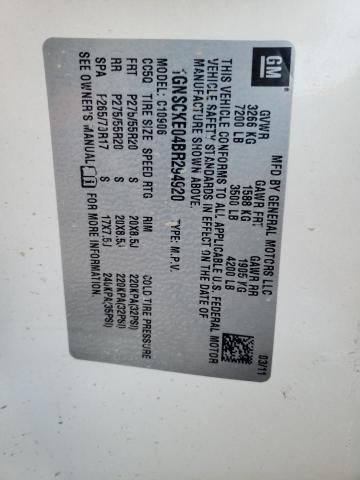 GM
MFD BY GENERAL MOTORS LLC
03/11
GVWR GAWR FRT GAWR RR
3266 KG 1588 KG 1905 KG
7200 LB 3500 LB 4200 LB
THIS VEHICLE CONFORMS TO ALL APPLICABLE U.S. FEDERAL MOTOR
VEHICLE SAFETY STANDARDS IN EFFECT ON THE DATE OF
MANUFACTURE SHOWN ABOVE.
1GNSCKE04BR294920 TYPE: M.P.V.
MODEL: C10906
CC5Q TIRE SIZE SPEED RTG RIM COLD TIRE PRESSURE
FRT P275/55R20 S 20X8.5J 220KPA(32PSI)
RR P275/55R20 S 20X8.5J 220KPA(32PSI)
SPA P265/70R17 S 17X7.5J 240KPA(35PSI)
SEE OWNER'S MANUAL FOR MORE INFORMATION